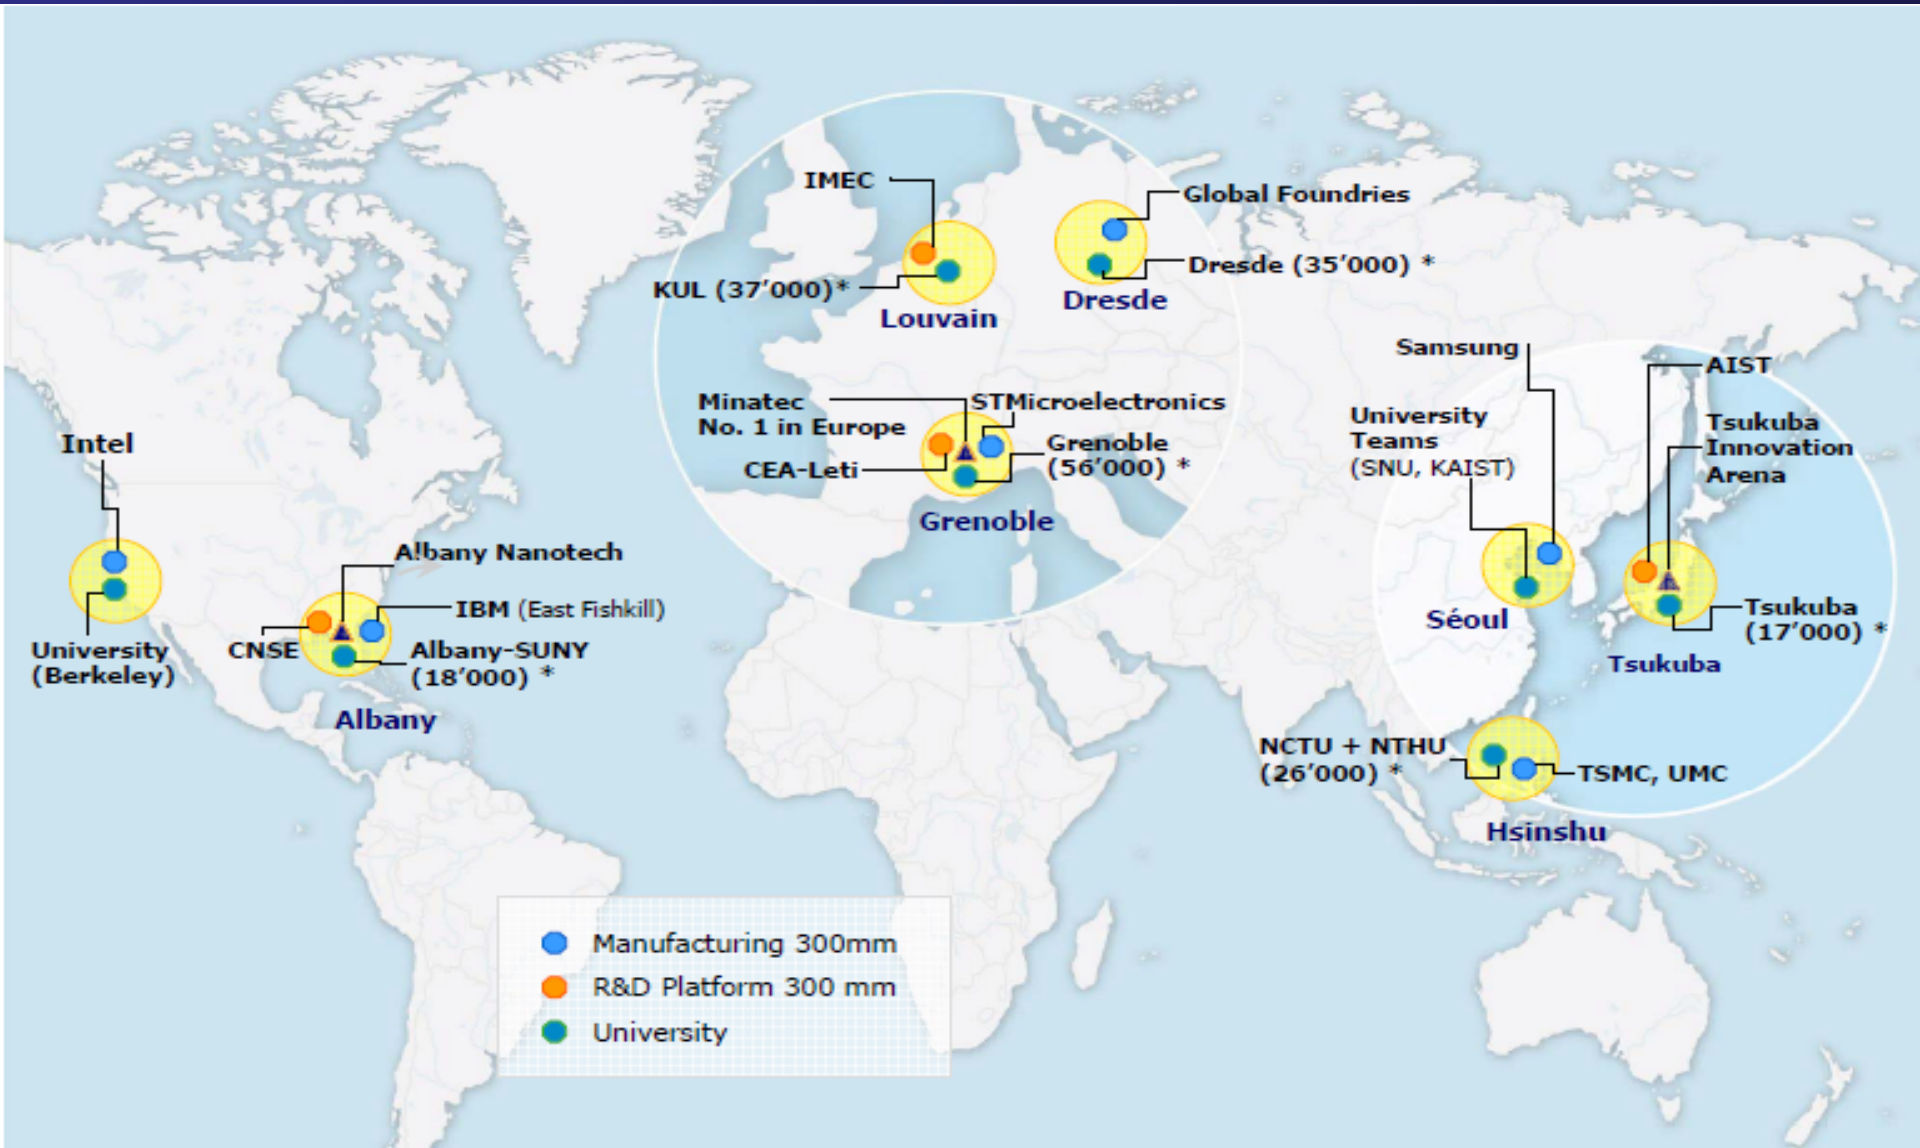 IMEC
Global Foundries
KUL (37’000)*
Dresde (35’000) *
Louvain
Dresde
Minatec
No. 1 in Europe
STMicroelectronics
CEA-Leti
Grenoble
(56’000) *
Grenoble
Intel
University
(Berkeley)
Albany Nanotech
IBM (East Fishkill)
CNSE
Albany-SUNY
(18’000) *
Albany
Samsung
AIST
University
Teams
(SNU, KAIST)
Tsukuba
Innovation
Arena
Séoul
Tsukuba
(17’000) *
Tsukuba
NCTU + NTHU
(26’000) *
TSMC, UMC
Hsinshu
Manufacturing 300mm
R&D Platform 300 mm
University